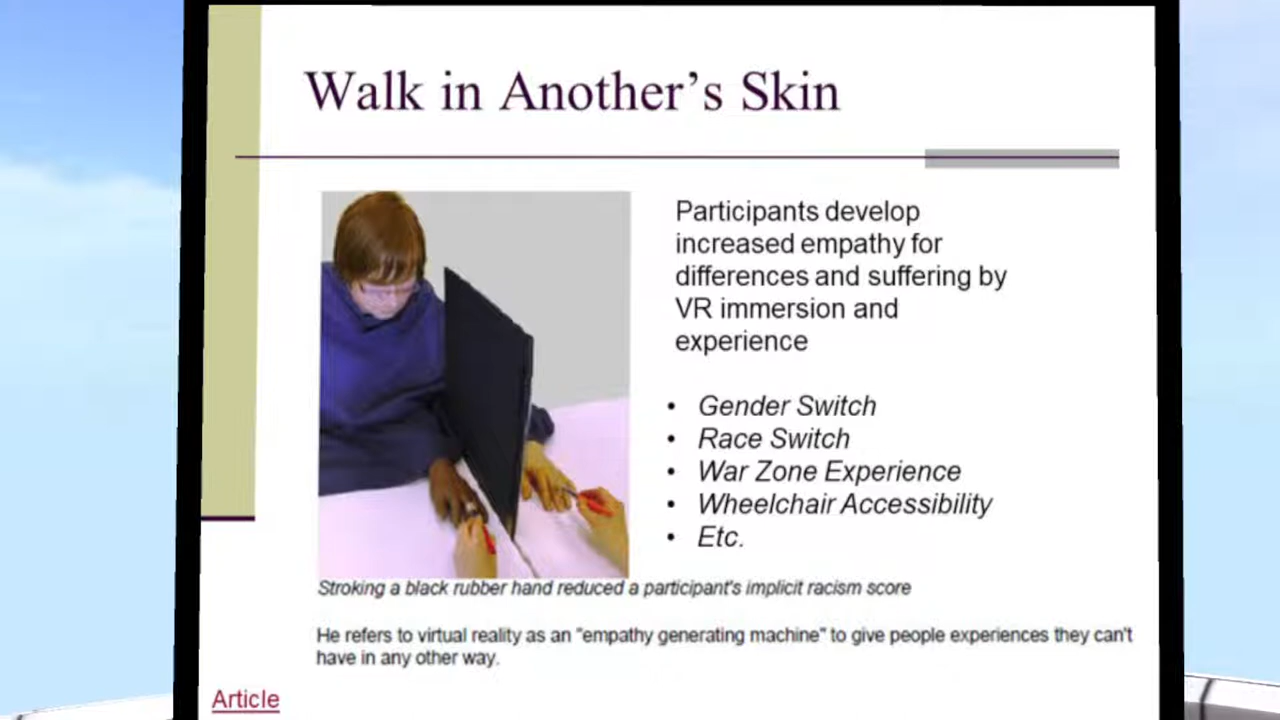 Walk in Another's Skin
Participants develop
increased empathy for
differences and suffering by
VR immersion and
experience
• Gender Switch
• Race Switch
• War Zone Experience
• Wheelchair Accessibility
• Etc.
Stroking a black rubber hand reduced a participant's implicit racism score
He refers to virtual reality as an "empathy generating machine" to give people experiences they can't
have in any other way.
Article